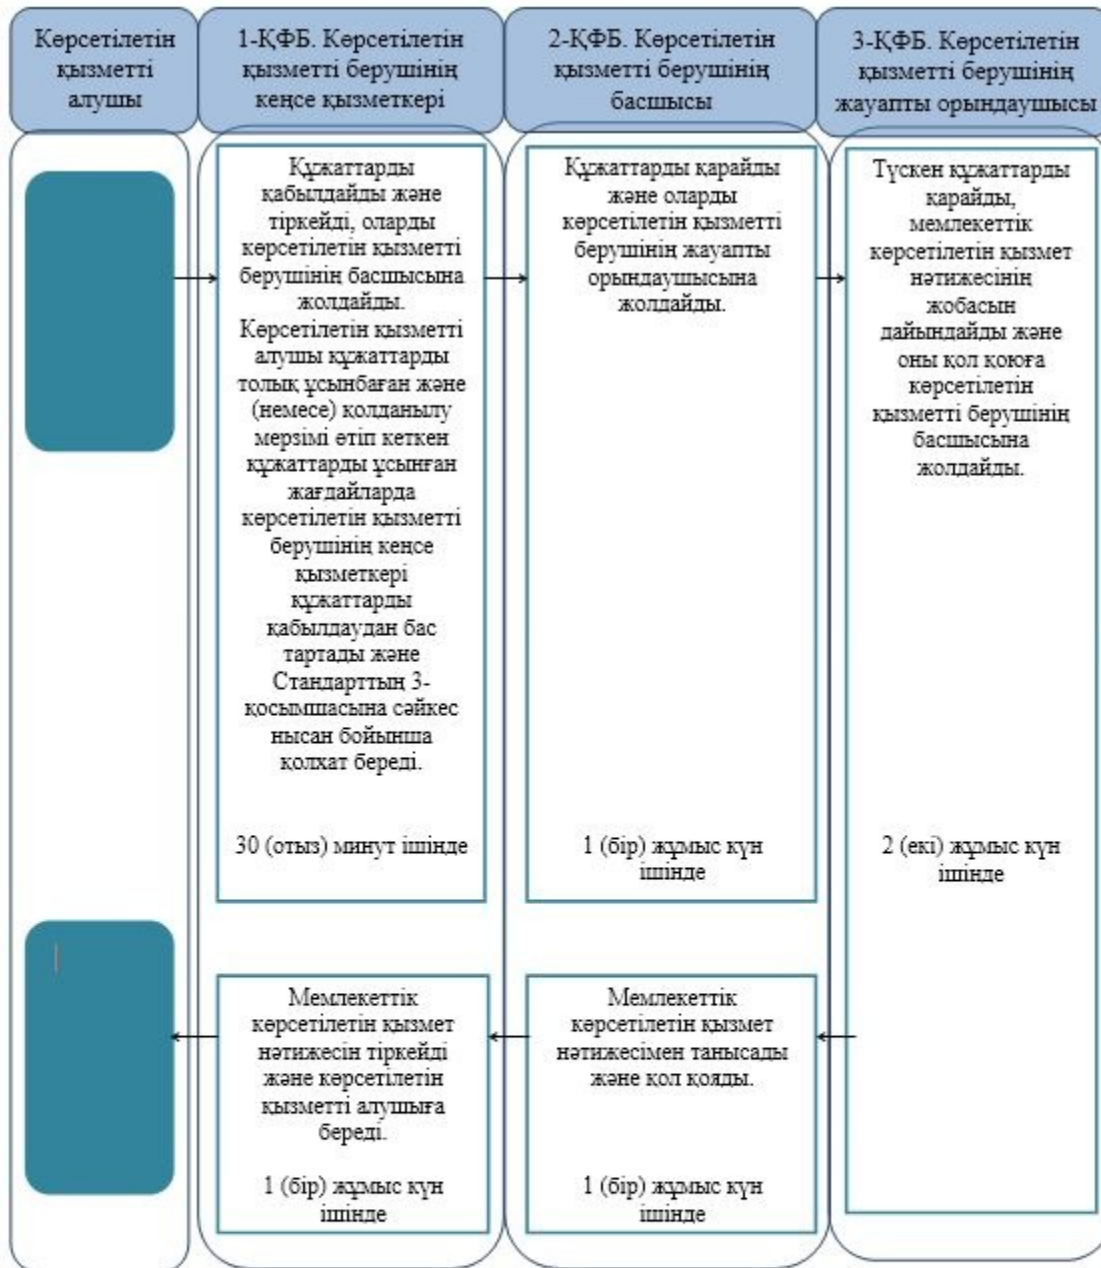 Көрсетілетін
қызметті
алушы
1-ҚФБ. Көрсетілетін
қызметті берушінің
кеңсе қызметкері
2-ҚФБ. Көрсетілетін
қызметті берушінің
басшысы
3-ҚФБ. Көрсетілетін
қызметті берушінің
жауапты орындаушысы
Құжаттарды
қабылдайды және
тіркейді, оларды
көрсетілетін қызметті
берушінің басшысына
жолдайды.
Көрсетілетін қызметті
алушы құжаттарды
толық ұсынбаған және
(немесе) қолданылу
мерзімі өтіп кеткен
құжаттарды ұсынған
жағдайларда
көрсетілетін қызметті
берушінің кеңсе
қызметкері
құжаттарды
қабылдаудан бас
тартады және
Стандарттың 3-
қосымшасына сәйкес
нысан бойынша
қолхат береді.
30 (отыз) минут ішінде
Құжаттарды қарайды
және оларды
көрсетілетін қызметті
берушінің жауапты
орындаушысына
жолдайды.
1 (бір) жұмыс күн
ішінде
Түскен құжаттарды
қарайды,
мемлекеттік
көрсетілетін қызмет
нәтижесінің
жобасын
дайындайды және
оны қол қоюға
көрсетілетін
қызметті берушінің
басшысына
жолдайды.
2 (екі) жұмыс күн
ішінде
Мемлекеттік
көрсетілетін қызмет
нәтижесін тіркейді
және көрсетілетін
қызметті алушыға
береді.
1 (бір) жұмыс күн
ішінде
Мемлекеттік
көрсетілетін қызмет
нәтижесімен танысады
және қол қояды.
1 (бір) жұмыс күн
ішінде